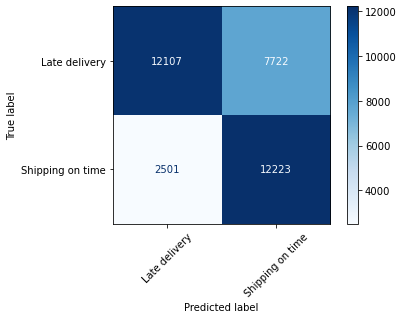 12000
Late delivery
12107
7722
10000
True label
8000
6000
Shipping on time
2501
12223
4000
Late delivery
Shipping on time
Predicted label